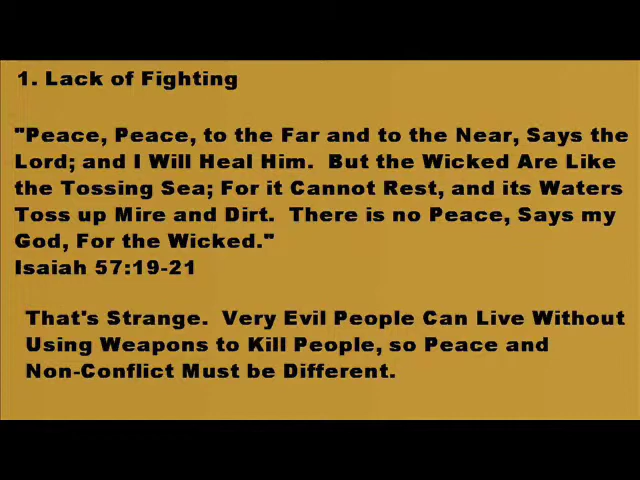 1. Lack of Fighting
"Peace, Peace, to the Far and to the Near, Says the
Lord; and I Will Heal Him.  But the Wicked Are Like
the Tossing Sea; For it Cannot Rest, and its Waters
Toss up Mire and Dirt.  There is no Peace, Says my
God, For the Wicked."
Isaiah 57:19-21
That's Strange.  Very Evil People Can Live Without
Using Weapons to Kill People, so Peace and
Non-Conflict Must be Different.